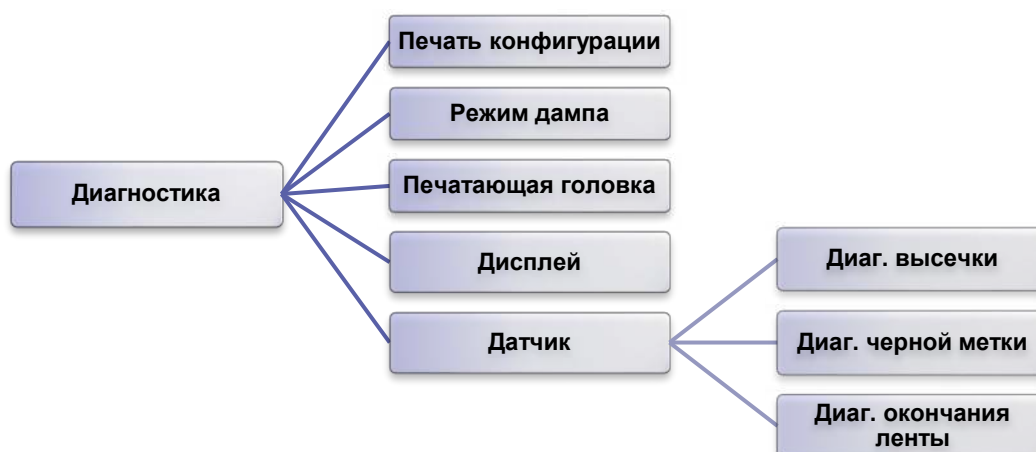 Диагностика
Печать конфигурации
Режим дампа
Печатающая головка
Дисплей
Датчик
Диаг. высечки
Диаг. черной метки
Диаг. окончания
ленты